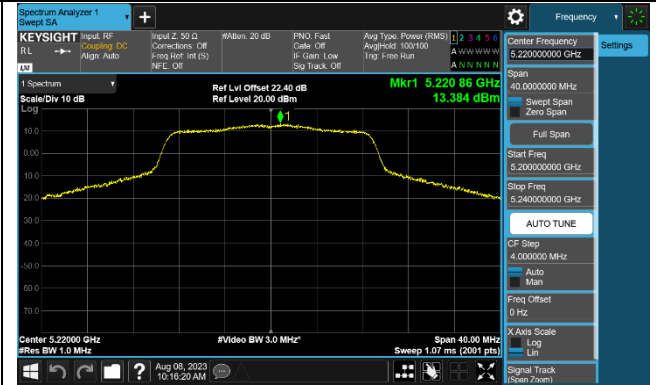 Spectrum Analyzer 1
Swept SA
Frequency
KEYSIGHT
RL
LXI
Input: RF
Coupling: DC
Align: Auto
Input Z: 50 Ω
Corrections: Off
Freq Ref: Int (S)
NFE: Off
#Atten: 20 dB
PNO: Fast
Gate: Off
IF Gain: Low
Sig Track: Off
Avg Type: Power (RMS)
Avg|Hold: 100/100
Trig: Free Run
1 2 3 4 5 6
A W W W W W
A N N N N N
1 Spectrum
Scale/Div 10 dB
Log
Ref Lvl Offset 22.40 dB
Ref Level 20.00 dBm
Mkr1 5.220 86 GHz
13.384 dBm
1
10.0
0.00
-10.0
-20.0
-30.0
-40.0
-50.0
-60.0
-70.0
Center 5.22000 GHz
#Res BW 1.0 MHz
#Video BW 3.0 MHz*
Span 40.00 MHz
Sweep 1.07 ms (2001 pts)
Aug 08, 2023
10:16:20 AM
Settings
Center Frequency
5.220000000 GHz
Span
40.0000000 MHz
Swept Span
Zero Span
Full Span
Start Freq
5.200000000 GHz
Stop Freq
5.240000000 GHz
AUTO TUNE
CF Step
4.000000 MHz
Auto
Man
Freq Offset
0 Hz
X Axis Scale
Log
Lin
Signal Track
(Span Zoom)